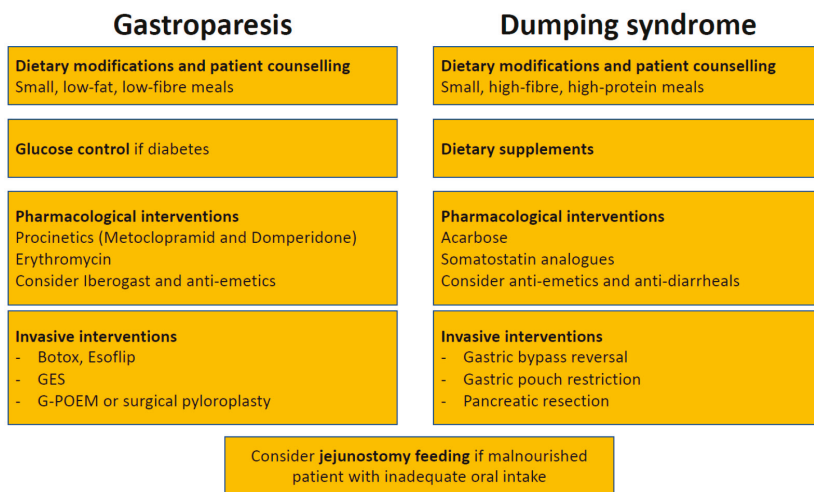 Gastroparesis
Dietary modifications and patient counselling
Small, low-fat, low-fibre meals
Glucose control if diabetes
Pharmacological interventions
Procinetics (Metoclopramid and Domperidone)
Erythromycin
Consider Iberogast and anti-emetics
Invasive interventions
- Botox, Esoflip
- GES
- G-POEM or surgical pyloroplasty
Dumping syndrome
Dietary modifications and patient counselling
Small, high-fibre, high-protein meals
Dietary supplements
Pharmacological interventions
Acarbose
Somatostatin analogues
Consider anti-emetics and anti-diarrheals
Invasive interventions
- Gastric bypass reversal
- Gastric pouch restriction
- Pancreatic resection
Consider jejunostomy feeding if malnourished
patient with inadequate oral intake